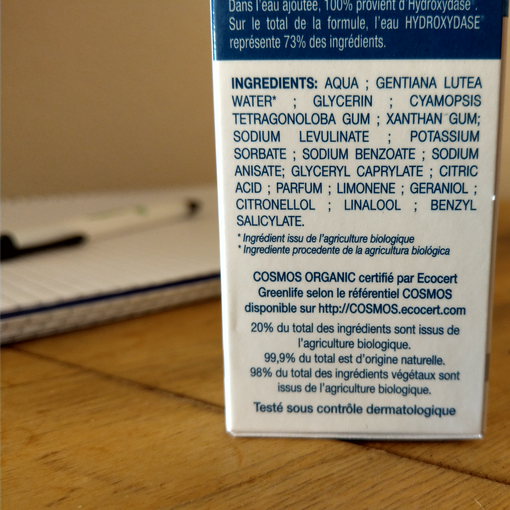 Dans l'eau ajoutée, 100% provient d'Hydroxydase®.
Sur le total de la formule, l'eau HYDROXYDASE®
représente 73% des ingrédients.
INGREDIENTS: AQUA ; GENTIANA LUTEA
WATER* ; GLYCERIN ; CYAMOPSIS
TETRAGONOLOBA GUM ; XANTHAN GUM;
SODIUM LEVULINATE ; POTASSIUM
SORBATE ; SODIUM BENZOATE ; SODIUM
ANISATE; GLYCERYL CAPRYLATE ; CITRIC
ACID ; PARFUM ; LIMONENE ; GERANIOL ;
CITRONELLOL ; LINALOOL ; BENZYL
SALICYLATE.
* Ingrédient issu de l'agriculture biologique
* Ingrediente procedente de la agricultura biológica
COSMOS ORGANIC certifié par Ecocert
Greenlife selon le référentiel COSMOS
disponible sur http://COSMOS.ecocert.com
20% du total des ingrédients sont issus de
l'agriculture biologique.
99,9% du total est d'origine naturelle.
98% du total des ingrédients végétaux sont
issus de l'agriculture biologique.
Testé sous contrôle dermatologique